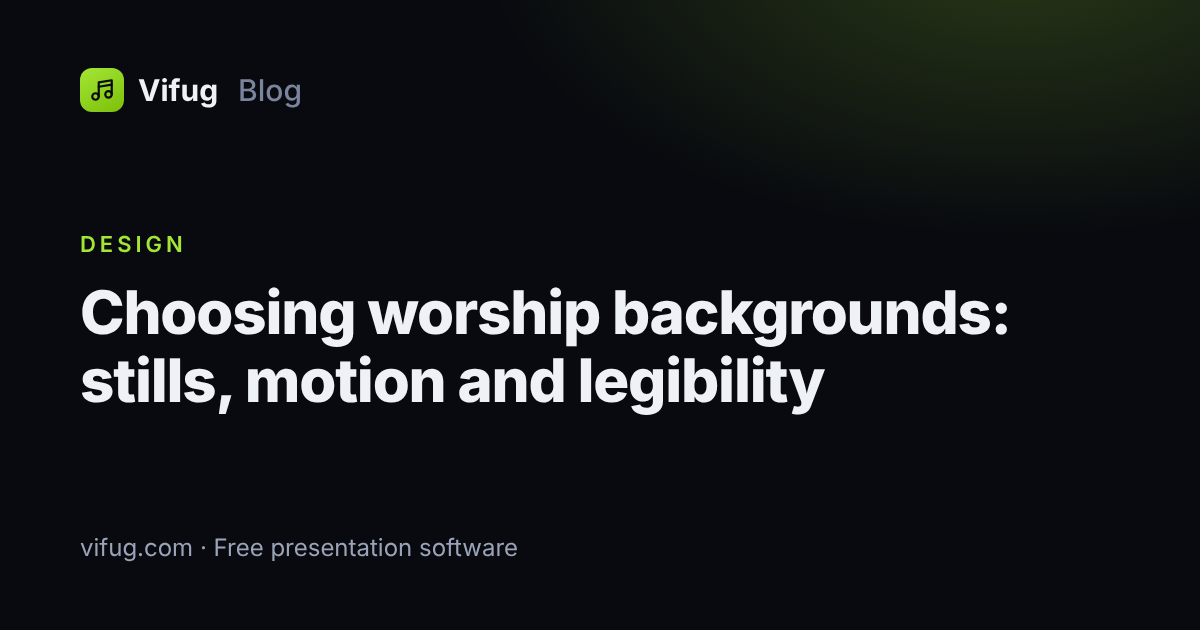 Vifug Blog
DESIGN
Choosing worship backgrounds:
stills, motion and legibility
vifug.com · Free presentation software